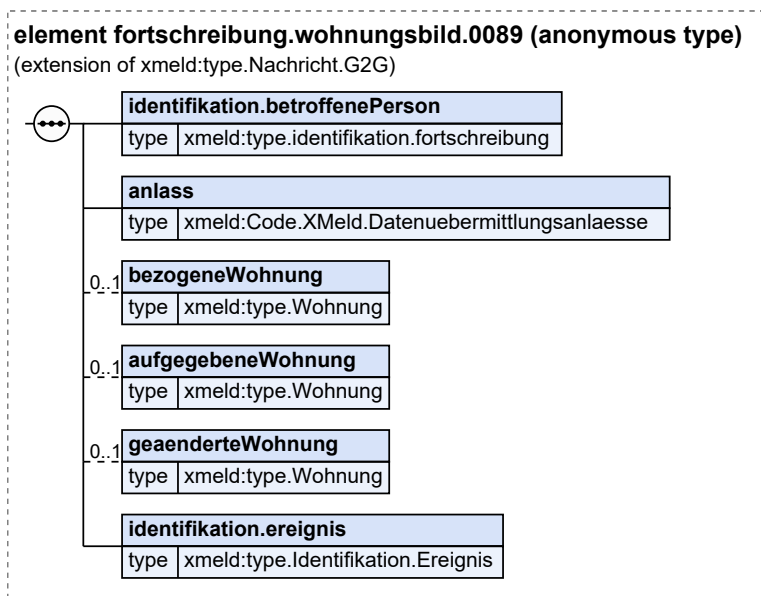 element fortschreibung.wohnungsbild.0089 (anonymous type)
(extension of xmeld:type.Nachricht.G2G)
identifikation.betroffenePerson
type xmeld:type.identifikation.fortschreibung
anlass
type xmeld:Code.XMeld.Datenuebermittlungsanlaesse
0..1 bezogeneWohnung
type xmeld:type.Wohnung
0..1 aufgegebeneWohnung
type xmeld:type.Wohnung
0..1 geaenderteWohnung
type xmeld:type.Wohnung
identifikation.ereignis
type xmeld:type.Identifikation.Ereignis